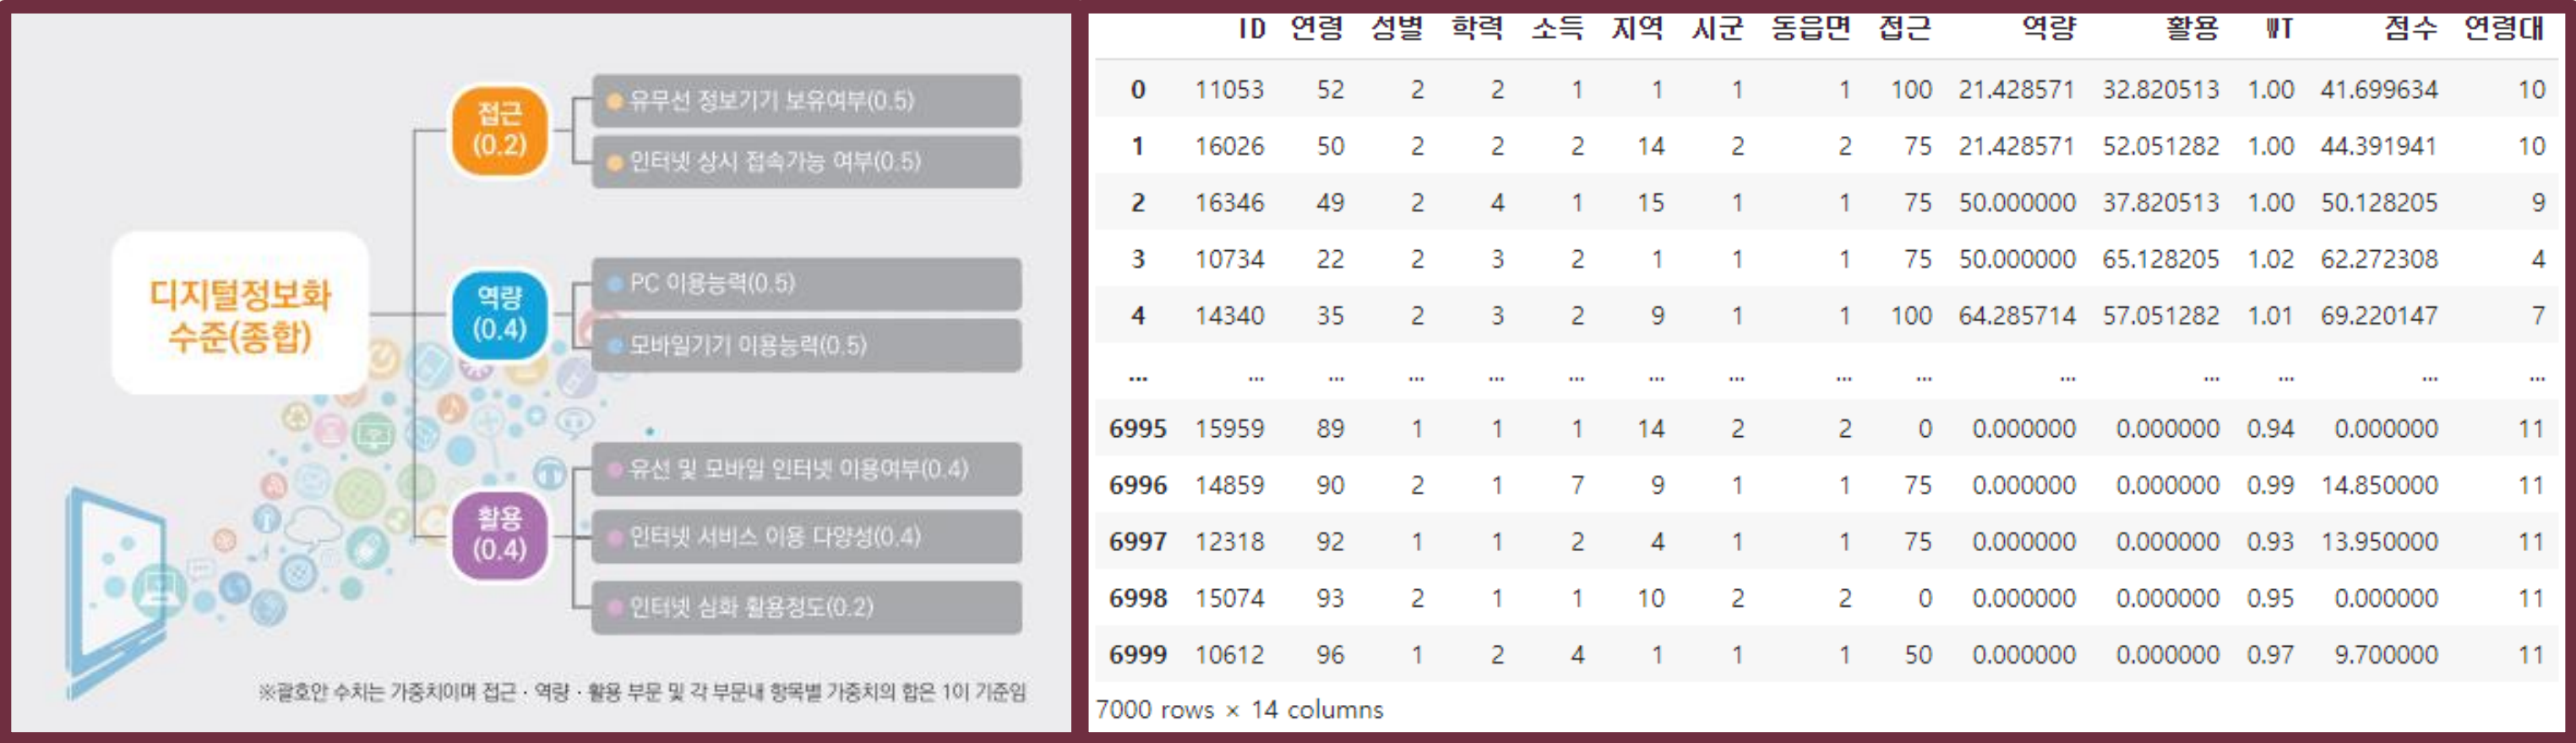 접근
(0.2)
유무선 정보기기 보유여부(0.5)
인터넷 상시 접속가능 여부(0.5)
디지털정보화
수준(종합)
역량
(0.4)
PC 이용능력(0.5)
모바일기기 이용능력(0.5)
활용
(0.4)
유선 및 모바일 인터넷 이용여부(0.4)
인터넷 서비스 이용 다양성(0.4)
인터넷 심화 활용정도(0.2)
※괄호안 수치는 가중치이며 접근 · 역량 · 활용 부문 및 각 부문내 항목별 가중치의 합은 1이 기준임
ID 연령 성별 학력 소득 지역 시군 동읍면 접근 역량 활용 WT 점수 연령대
0 11053 52 2 2 1 1 1 1 100 21.428571 32.820513 1.00 41.699634 10
1 16026 50 2 2 2 14 2 2 75 21.428571 52.051282 1.00 44.391941 10
2 16346 49 2 4 1 15 1 1 75 50.000000 37.820513 1.00 50.128205 9
3 10734 22 2 3 2 1 1 1 75 50.000000 65.128205 1.02 62.272308 4
4 14340 35 2 3 2 9 1 1 100 64.285714 57.051282 1.01 69.220147 7
... ... ... ... ... ... ... ... ... ... ... ... ... ... ...
6995 15959 89 1 1 1 14 2 2 0 0.000000 0.000000 0.94 0.000000 11
6996 14859 90 2 1 7 9 1 1 75 0.000000 0.000000 0.99 14.850000 11
6997 12318 92 1 1 2 4 1 1 75 0.000000 0.000000 0.93 13.950000 11
6998 15074 93 2 1 1 10 2 2 0 0.000000 0.000000 0.95 0.000000 11
6999 10612 96 1 2 4 1 1 1 50 0.000000 0.000000 0.97 9.700000 11
7000 rows × 14 columns